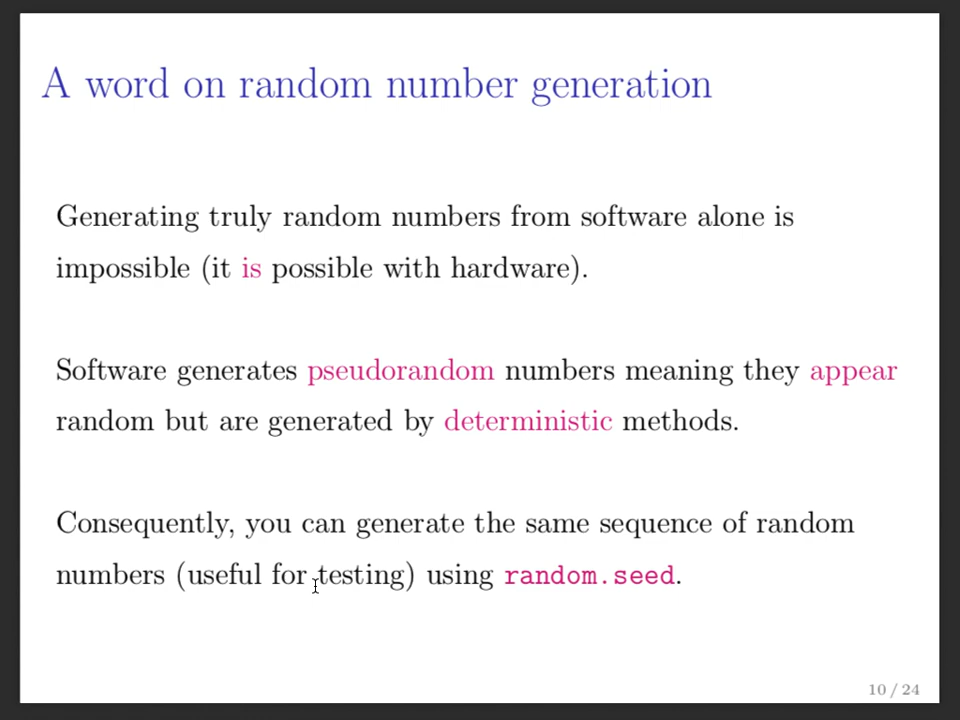 A word on random number generation
Generating truly random numbers from software alone is
impossible (it is possible with hardware).
Software generates pseudorandom numbers meaning they appear
random but are generated by deterministic methods.
Consequently, you can generate the same sequence of random
numbers (useful for testing) using random.seed.
10 / 24